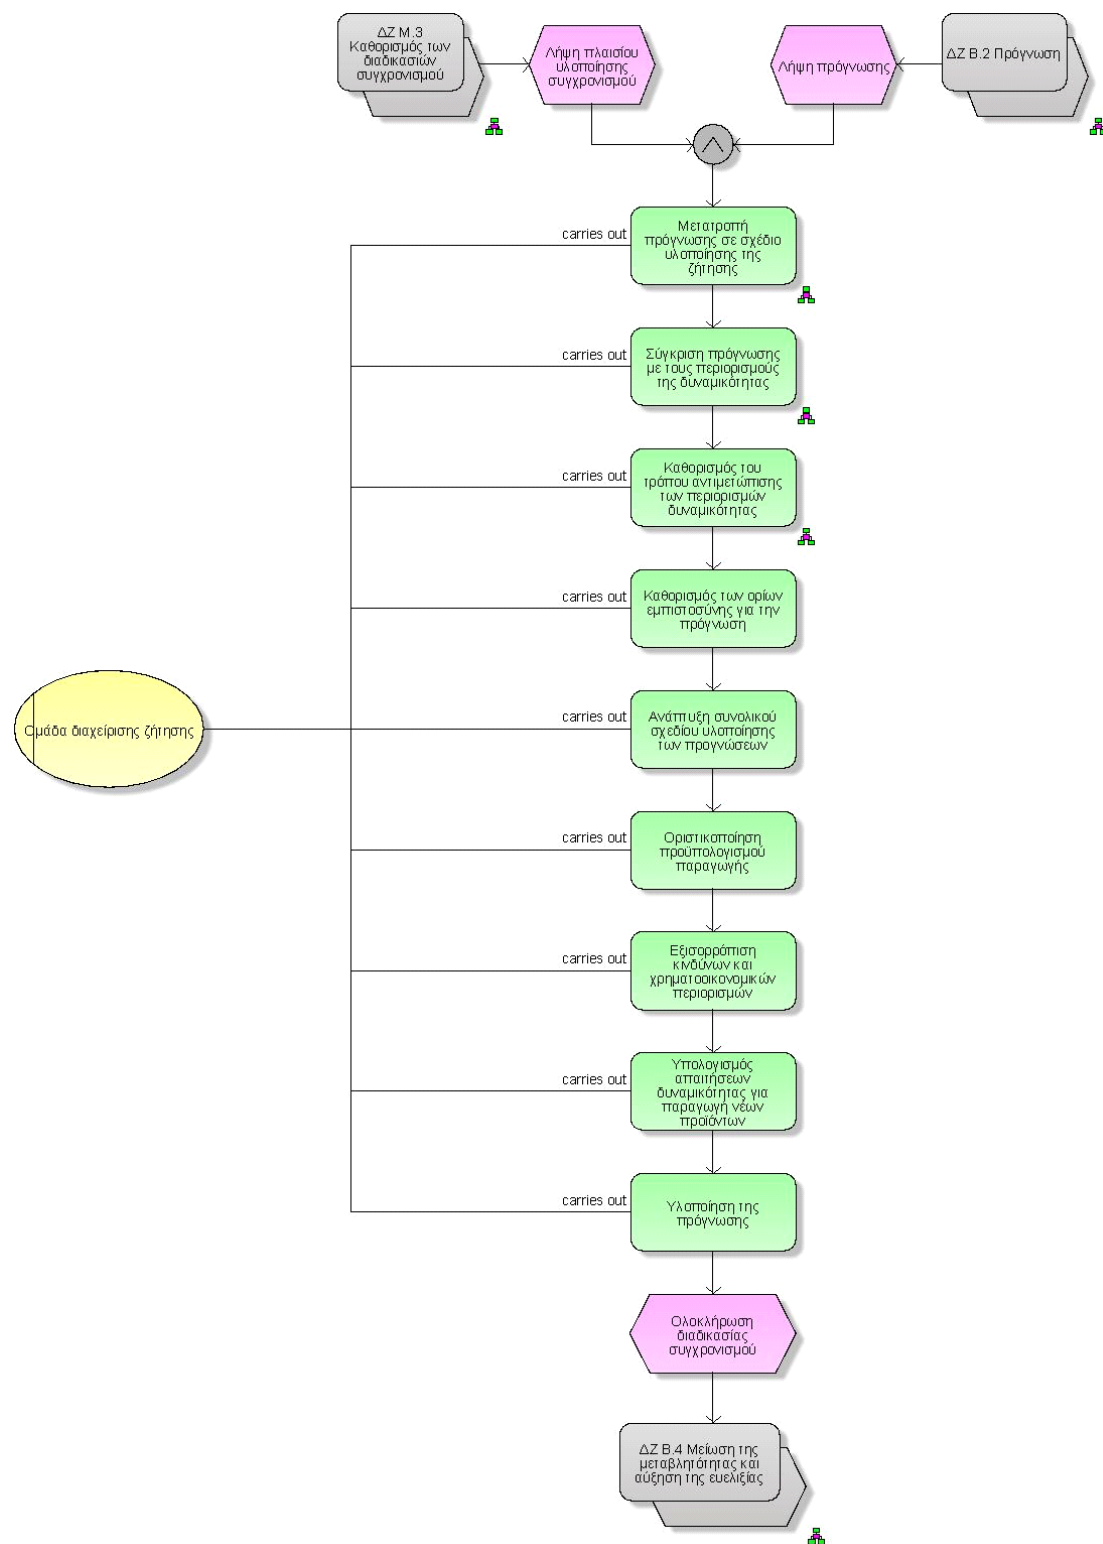 ΔΖ Μ.3
Καθορισμός των
διαδικασιών
συγχρονισμού
Λήψη πλαισίου
υλοποίησης
συγχρονισμού
Λήψη πρόγνωσης
ΔΖ Β.2 Πρόγνωση
carries out
Μετατροπή
πρόγνωσης σε σχέδιο
υλοποίησης της
ζήτησης
carries out
Σύγκριση πρόγνωσης
με τους περιορισμούς
της δυναμικότητας
carries out
Καθορισμός του
τρόπου αντιμετώπισης
των περιορισμών
δυναμικότητας
carries out
Καθορισμός των ορίων
εμπιστοσύνης για την
πρόγνωση
Ομάδα διαχείρισης ζήτησης
carries out
Ανάπτυξη συνολικού
σχεδίου υλοποίησης
των προγνώσεων
carries out
Οριστικοποίηση
προϋπολογισμού
παραγωγής
carries out
Εξισορρόπιση
κινδύνων και
χρηματοοικονομικών
περιορισμών
carries out
Υπολογισμός
απαιτήσεων
δυναμικότητας για
παραγωγή νέων
προϊόντων
carries out
Υλοποίηση της
πρόγνωσης
Ολοκλήρωση
διαδικασίας
συγχρονισμού
ΔΖ Β.4 Μείωση της
μεταβλητότητας και
αύξηση της ευελιξίας